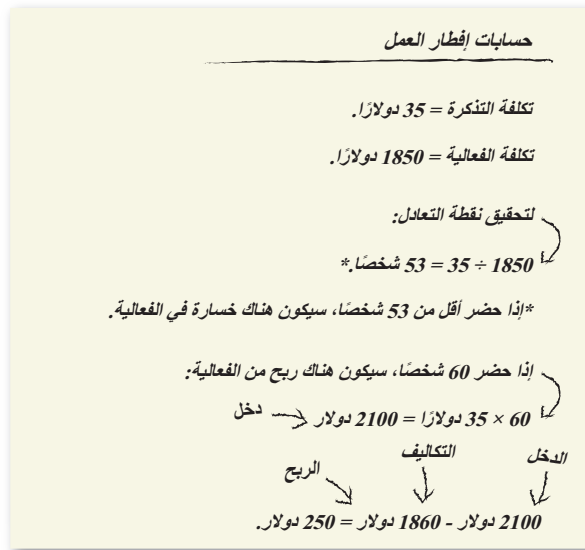 حسابات إفطار العمل
تكلفة التذكرة = 35 دولارًا.
تكلفة الفعالية = 1850 دولارًا.
لتحقيق نقطة التعادل:
1850 ÷ 35 = 53 شخصًا.*
*إذا حضر أقل من 53 شخصًا، سيكون هناك خسارة في الفعالية.
إذا حضر 60 شخصًا، سيكون هناك ربح من الفعالية:
60 × 35 دولارًا = 2100 دولار دخل
الدخل التكاليف الربح
2100 دولار - 1860 دولار = 250 دولار.